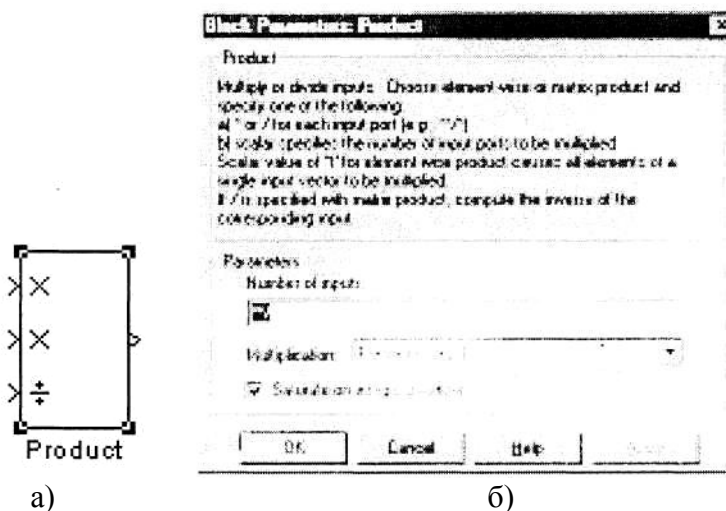 Block Parameters: Product
Product
Multiply or divide inputs. Choose element-wise or matrix product and
specify one of the following:
a) * or / for each input port (e.g., **/*)
b) scalar specifies the number of input ports to be multiplied
Scalar value of '1' for element-wise product causes all elements of a
single input vector to be multiplied.
If / is specified with matrix product, compute the inverse of the
corresponding input.
Parameters
Number of inputs
Multiplication:
Saturate on
OK Cancel Help
× 
×
÷
Product
а) б)